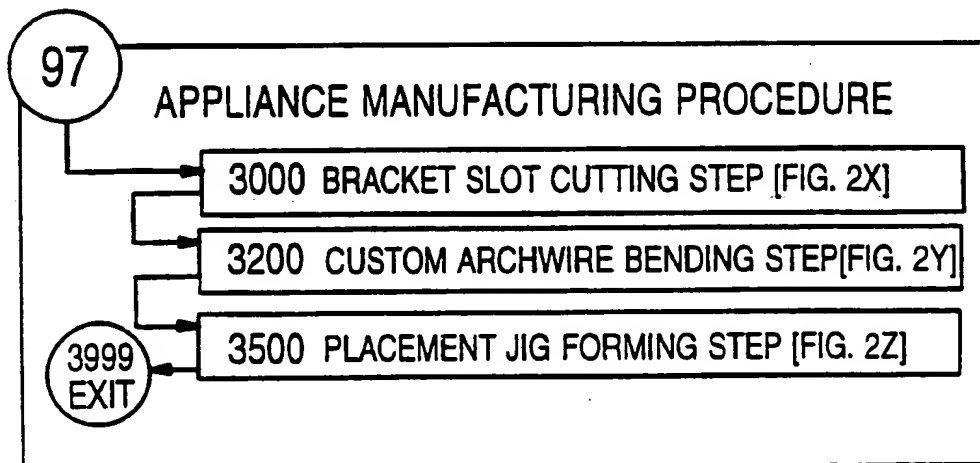 97
APPLIANCE MANUFACTURING PROCEDURE
3000 BRACKET SLOT CUTTING STEP [FIG. 2X]
3200 CUSTOM ARCHWIRE BENDING STEP[FIG. 2Y]
3500 PLACEMENT JIG FORMING STEP [FIG. 2Z]
3999
EXIT